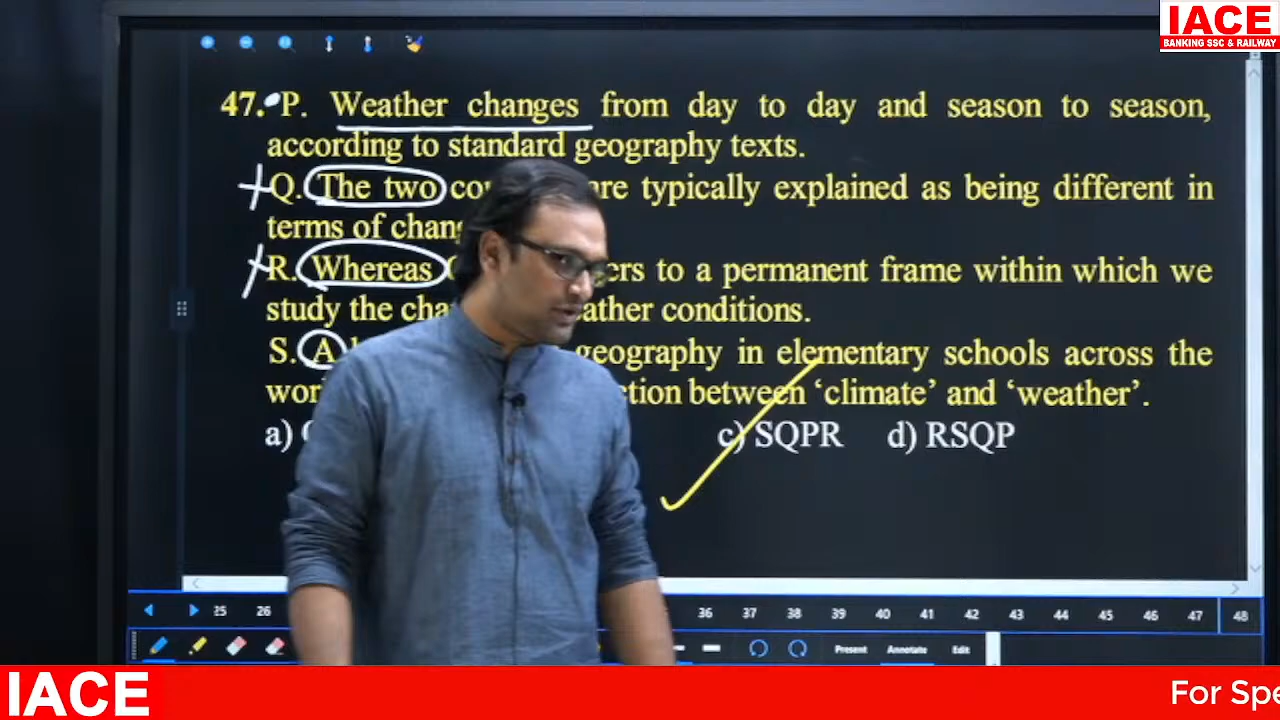 IACE
BANKING SSC & RAILWAY
47. P. Weather changes from day to day and season to season,
according to standard geography texts.
Q. The two are typically explained as being different in
terms of
R. Whereas to a permanent frame within which we
study the conditions.
S. A geography in elementary schools across the
between ‘climate’ and ‘weather’.
a) c) SQPR d) RSQP
25 26 36 37 38 39 40 41 42 43 44 45 46 47 48
Present Annotate Edit
IACE For